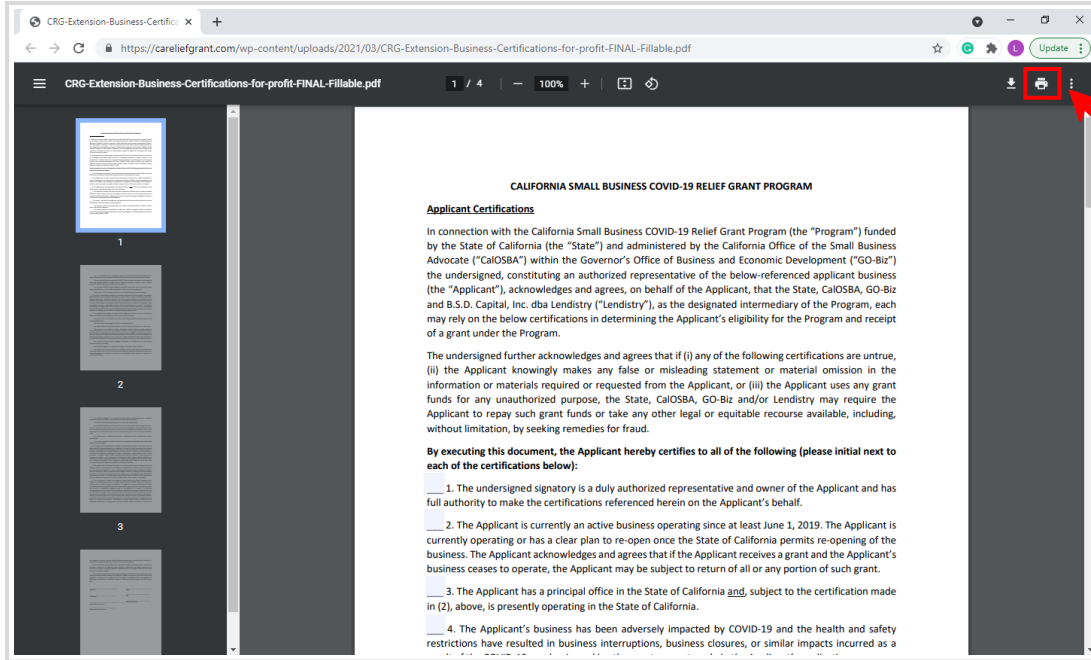 CRG-Extension-Business-Certific
https://careliefgrant.com/wp-content/uploads/2021/03/CRG-Extension-Business-Certifications-for-profit-FINAL-Fillable.pdf
L
Update
CRG-Extension-Business-Certifications-for-profit-FINAL-Fillable.pdf
1 / 4
100%
1
2
3
CALIFORNIA SMALL BUSINESS COVID-19 RELIEF GRANT PROGRAM
Applicant Certifications
In connection with the California Small Business COVID-19 Relief Grant Program (the “Program”) funded
by the State of California (the “State”) and administered by the California Office of the Small Business
Advocate (“CalOSBA”) within the Governor’s Office of Business and Economic Development (“GO-Biz”)
the undersigned, constituting an authorized representative of the below-referenced applicant business
(the “Applicant”), acknowledges and agrees, on behalf of the Applicant, that the State, CalOSBA, GO-Biz
and B.S.D. Capital, Inc. dba Lendistry (“Lendistry”), as the designated intermediary of the Program, each
may rely on the below certifications in determining the Applicant’s eligibility for the Program and receipt
of a grant under the Program.
The undersigned further acknowledges and agrees that if (i) any of the following certifications are untrue,
(ii) the Applicant knowingly makes any false or misleading statement or material omission in the
information or materials required or requested from the Applicant, or (iii) the Applicant uses any grant
funds for any unauthorized purpose, the State, CalOSBA, GO-Biz and/or Lendistry may require the
Applicant to repay such grant funds or take any other legal or equitable recourse available, including,
without limitation, by seeking remedies for fraud.
By executing this document, the Applicant hereby certifies to all of the following (please initial next to
each of the certifications below):
___ 1. The undersigned signatory is a duly authorized representative and owner of the Applicant and has
full authority to make the certifications referenced herein on the Applicant’s behalf.
___ 2. The Applicant is currently an active business operating since at least June 1, 2019. The Applicant is
currently operating or has a clear plan to re-open once the State of California permits re-opening of the
business. The Applicant acknowledges and agrees that if the Applicant receives a grant and the Applicant’s
business ceases to operate, the Applicant may be subject to return of all or any portion of such grant.
___ 3. The Applicant has a principal office in the State of California and, subject to the certification made
in (2), above, is presently operating in the State of California.
___ 4. The Applicant’s business has been adversely impacted by COVID-19 and the health and safety
restrictions have resulted in business interruptions, business closures, or similar impacts incurred as a